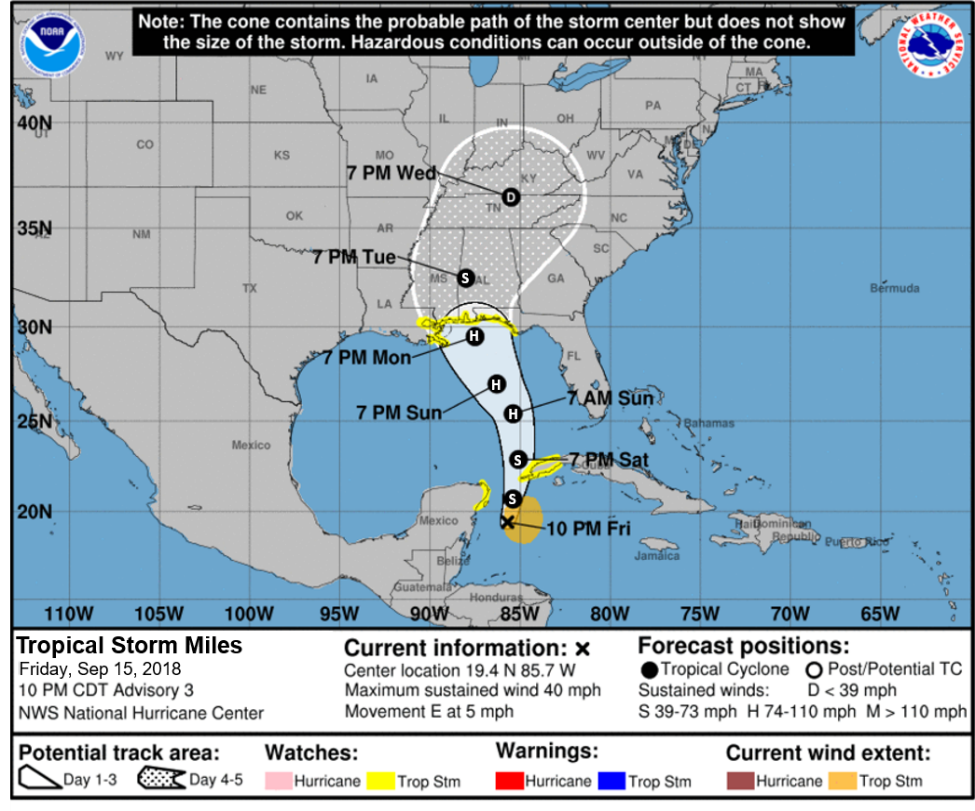 Note: The cone contains the probable path of the storm center but does not show
the size of the storm. Hazardous conditions can occur outside of the cone.
NOAA
NATIONAL WEATHER SERVICE
WY
IA
NE
IL
IN
OH
PA
MA
CT
RI
NY
MI
40N
UT
CO
KS
MO
WV
VA
KY
7 PM Wed
D
TN
NC
OK
AR
35N
NM
SC
7 PM Tue
S
MS
AL
GA
TX
LA
Bermuda
30N
H
7 PM Mon
FL
H
7 AM Sun
7 PM Sun
H
25N
Bahamas
Mexico
S
7 PM Sat
S
20N
Mexico
10 PM Fri
Haiti
Dominican
Republic
Puerto Rico
Jamaica
Belize
Guatemala
Honduras
110W 105W 100W 95W 90W 85W 80W 75W 70W 65W
Tropical Storm Miles
Friday, Sep 15, 2018
10 PM CDT Advisory 3
NWS National Hurricane Center
Current information: x
Center location 19.4 N 85.7 W
Maximum sustained wind 40 mph
Movement E at 5 mph
Forecast positions:
Tropical Cyclone Post/Potential TC
Sustained winds: D < 39 mph
S 39-73 mph H 74-110 mph M > 110 mph
Potential track area:
Day 1-3 Day 4-5
Watches:
Hurricane Trop Stm
Warnings:
Hurricane Trop Stm
Current wind extent:
Hurricane Trop Stm